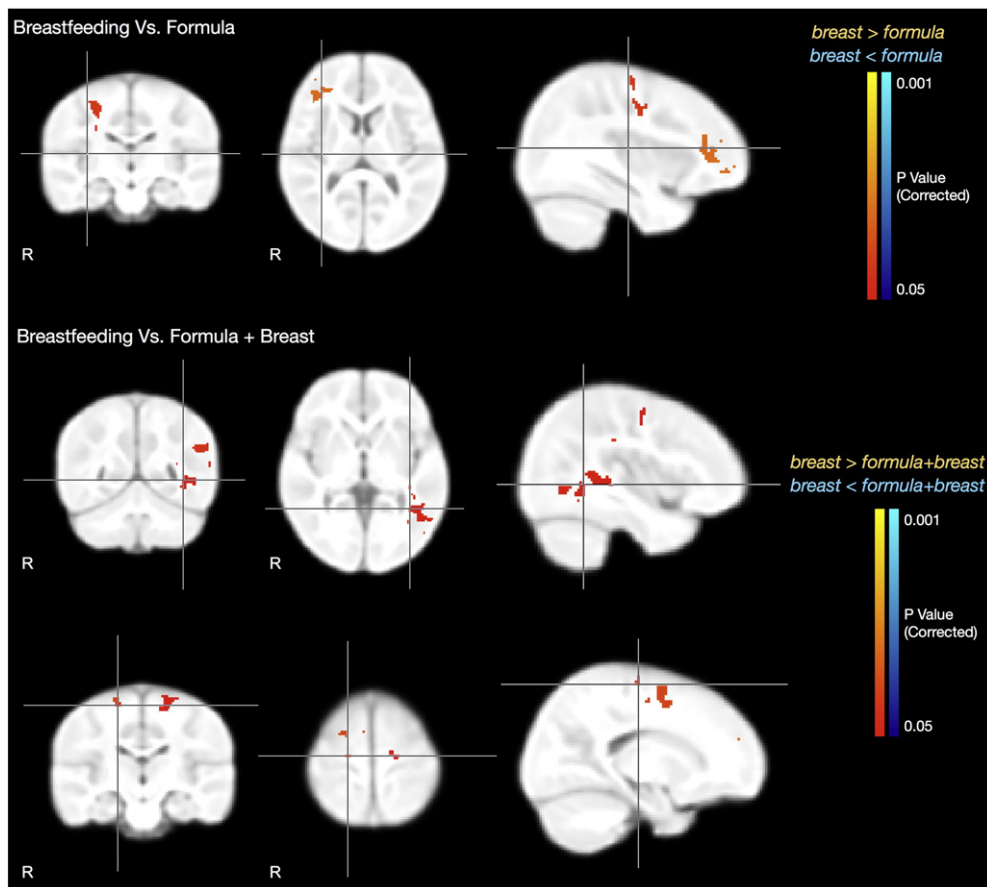 Breastfeeding Vs. Formula
breast > formula
breast < formula
0.001
P Value
(Corrected)
0.05
R
R
Breastfeeding Vs. Formula + Breast
breast > formula+breast
breast < formula+breast
0.001
P Value
(Corrected)
0.05
R
R
R
R